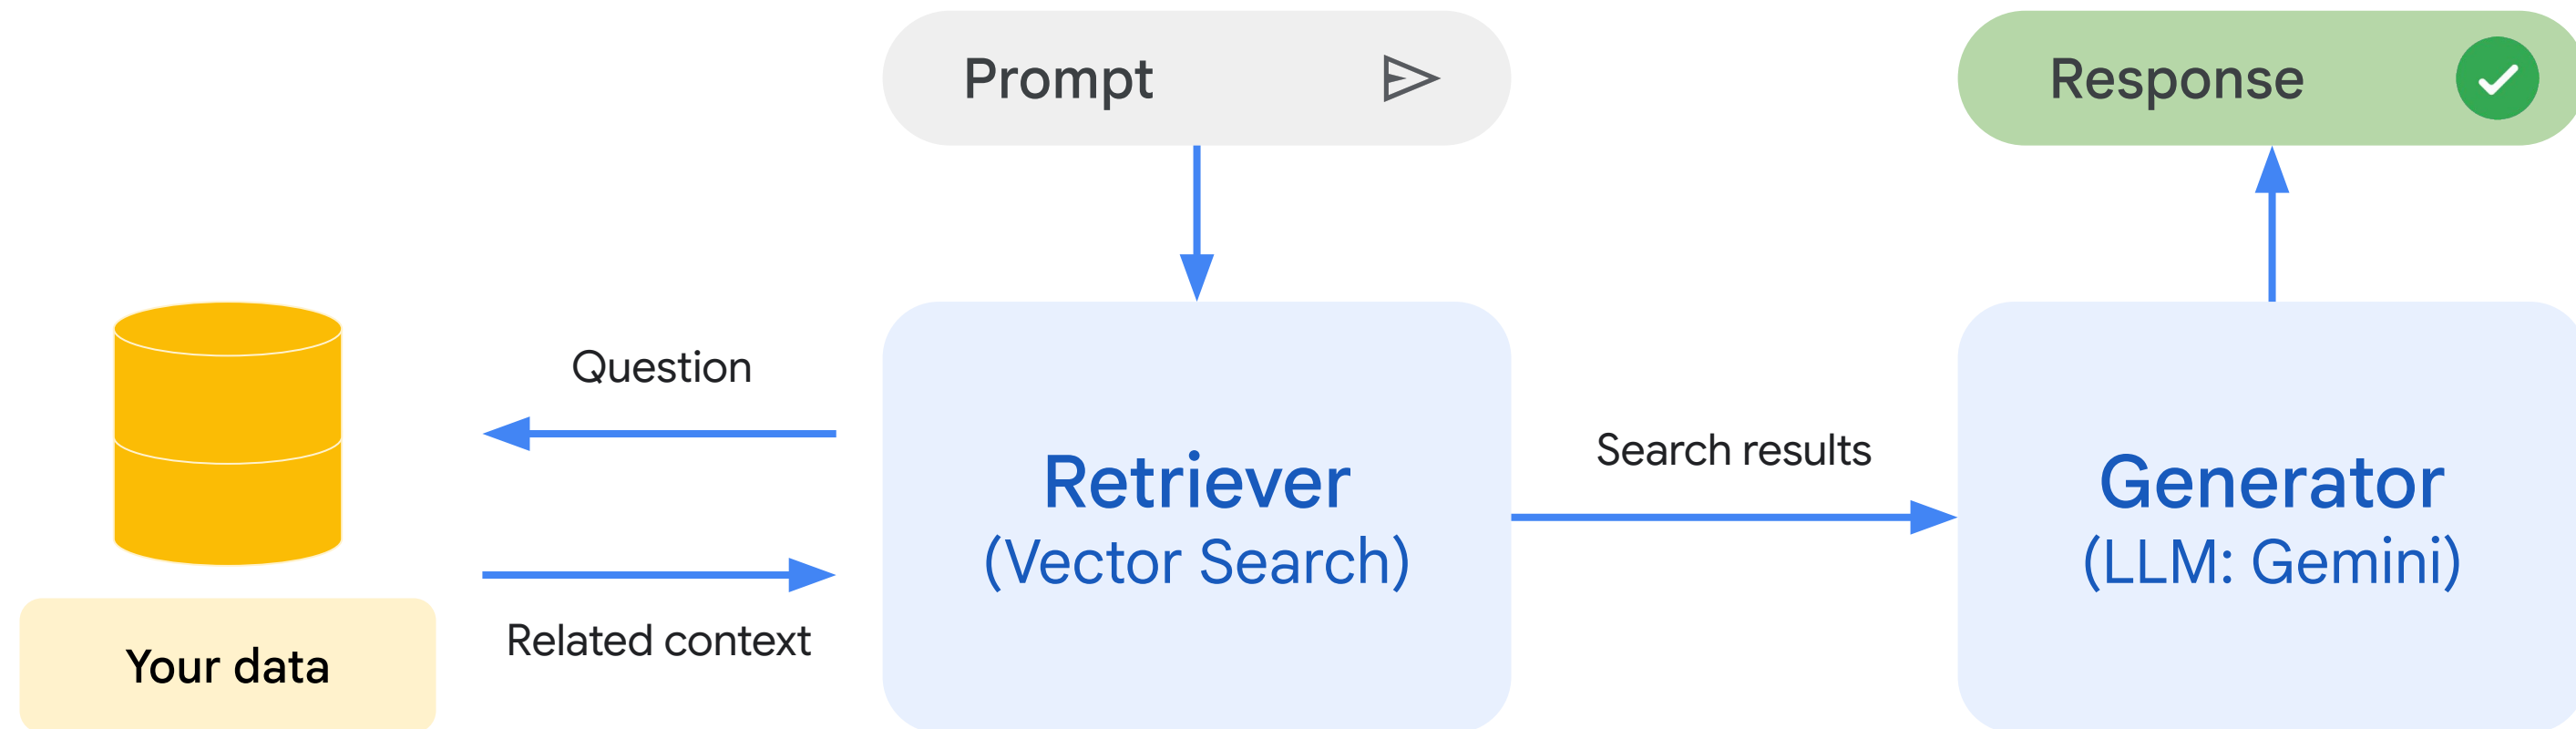 Prompt
Response
Question
Related context
Your data
Retriever
(Vector Search)
Search results
Generator
(LLM: Gemini)